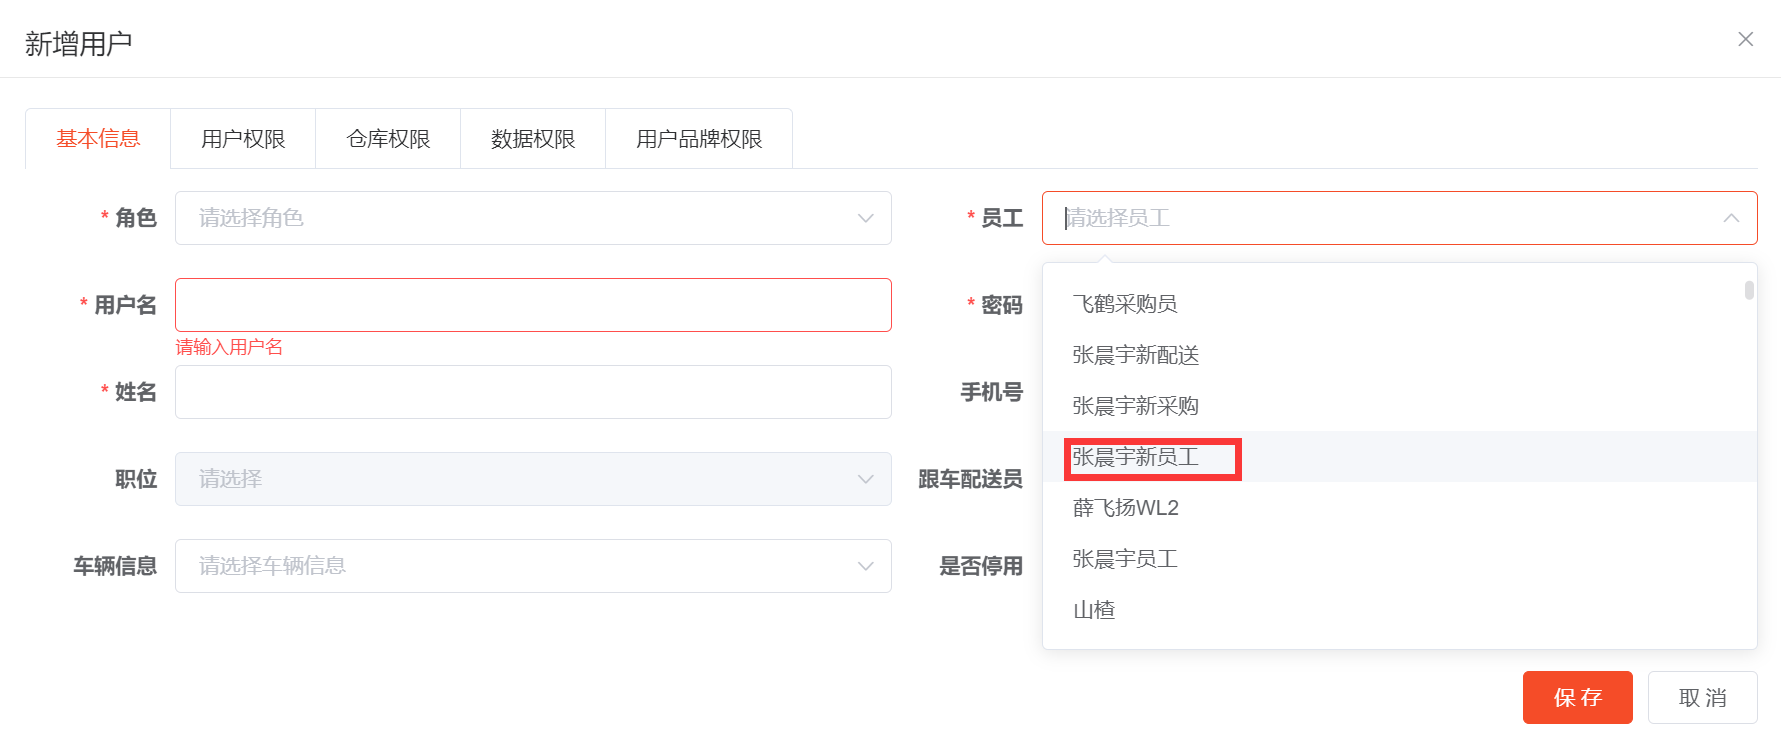 新增用户
基本信息 用户权限 仓库权限 数据权限 用户品牌权限
* 角色 请选择角色 * 员工 请选择员工
* 用户名 * 密码
请输入用户名
* 姓名 手机号
职位 请选择 跟车配送员
车辆信息 请选择车辆信息 是否停用
飞鹤采购员
张晨宇新配送
张晨宇新采购
张晨宇新员工
薛飞扬WL2
张晨宇员工
山楂
保存 取消